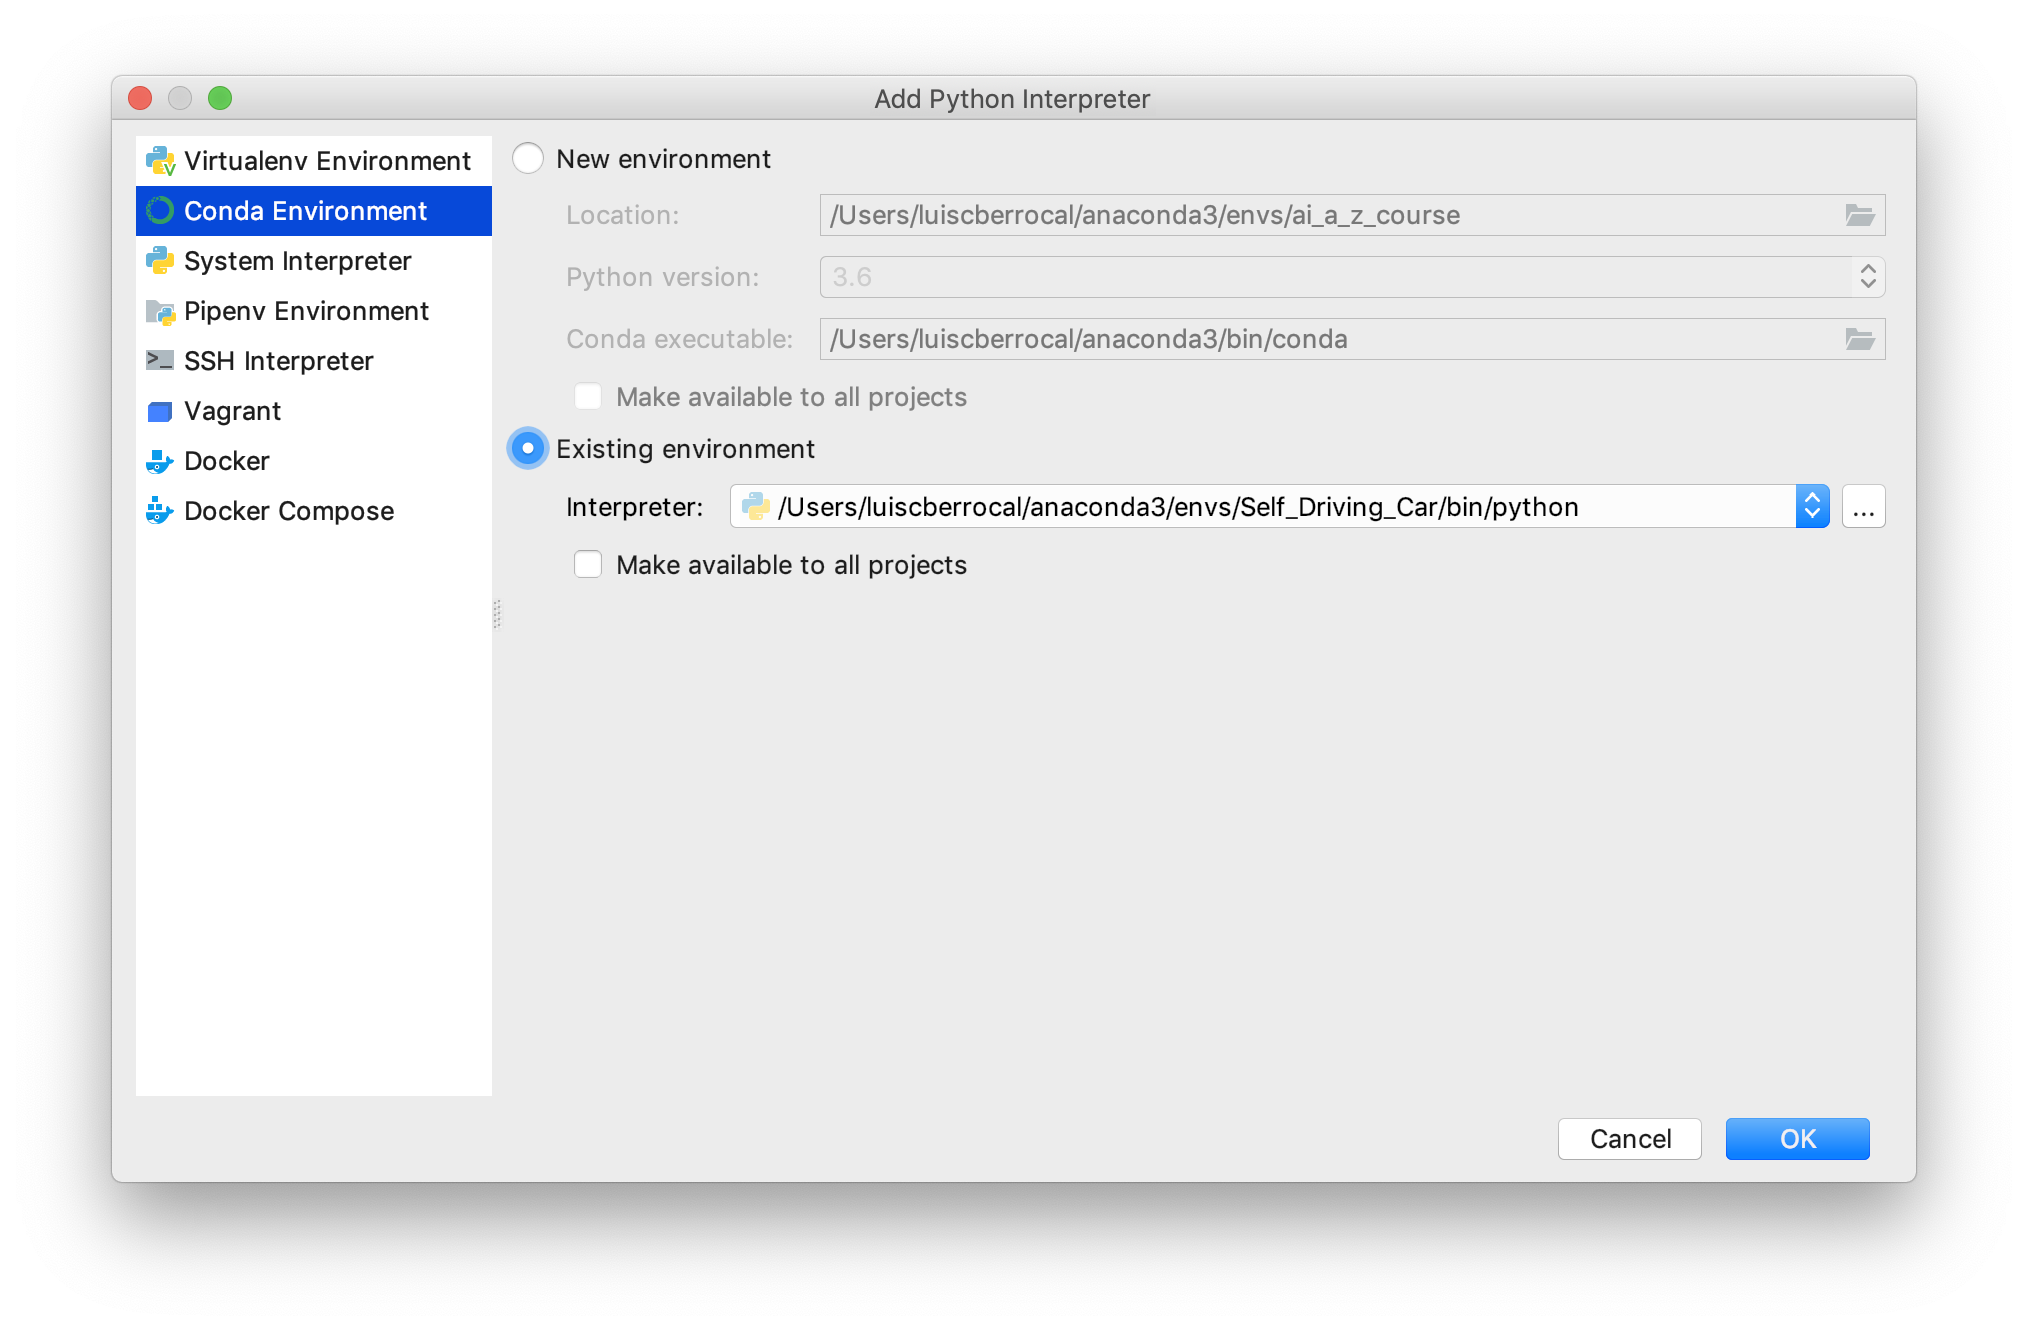 Add Python Interpreter
Virtualenv Environment
Conda Environment
System Interpreter
Pipenv Environment
SSH Interpreter
Vagrant
Docker
Docker Compose
New environment
Location: /Users/luiscberrocal/anaconda3/envs/ai_a_z_course
Python version: 3.6
Conda executable: /Users/luiscberrocal/anaconda3/bin/conda
Make available to all projects
Existing environment
Interpreter: /Users/luiscberrocal/anaconda3/envs/Self_Driving_Car/bin/python ...
Make available to all projects
Cancel OK